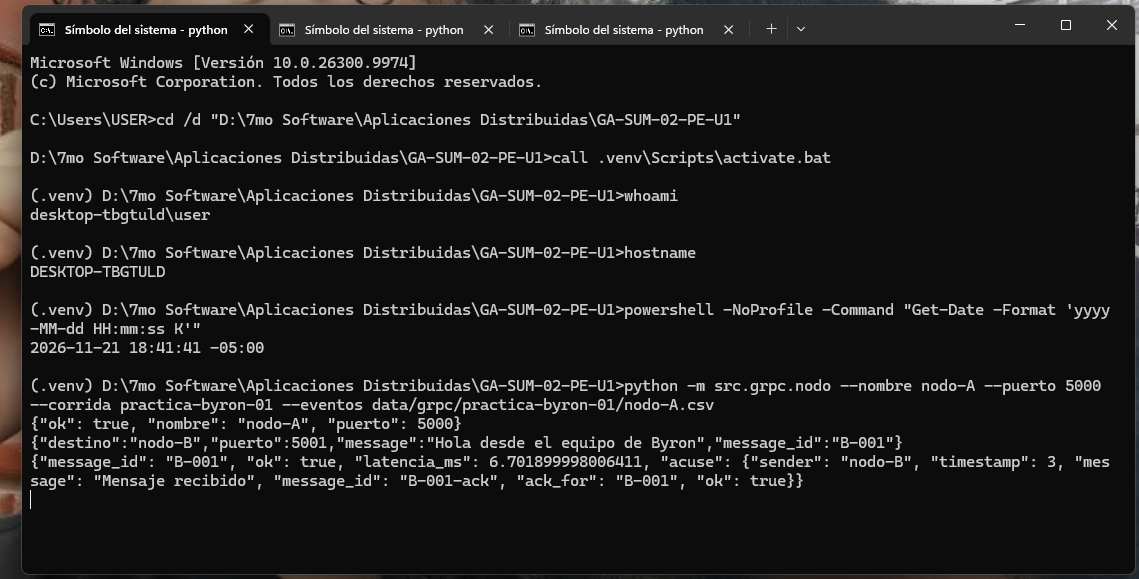 Símbolo del sistema - python
Símbolo del sistema - python
Símbolo del sistema - python
Microsoft Windows [Versión 10.0.26300.9974]
(c) Microsoft Corporation. Todos los derechos reservados.
C:\Users\USER>cd /d "D:\7mo Software\Aplicaciones Distribuidas\GA-SUM-02-PE-U1"
D:\7mo Software\Aplicaciones Distribuidas\GA-SUM-02-PE-U1>call .venv\Scripts\activate.bat
(.venv) D:\7mo Software\Aplicaciones Distribuidas\GA-SUM-02-PE-U1>whoami
desktop-tbgtuld\user
(.venv) D:\7mo Software\Aplicaciones Distribuidas\GA-SUM-02-PE-U1>hostname
DESKTOP-TBGTULD
(.venv) D:\7mo Software\Aplicaciones Distribuidas\GA-SUM-02-PE-U1>powershell -NoProfile -Command "Get-Date -Format 'yyyy
-MM-dd HH:mm:ss K'"
2026-11-21 18:41:41 -05:00
(.venv) D:\7mo Software\Aplicaciones Distribuidas\GA-SUM-02-PE-U1>python -m src.grpc.nodo --nombre nodo-A --puerto 5000
--corrida practica-byron-01 --eventos data/grpc/practica-byron-01/nodo-A.csv
{"ok": true, "nombre": "nodo-A", "puerto": 5000}
{"destino":"nodo-B","puerto":5001,"message":"Hola desde el equipo de Byron","message_id":"B-001"}
{"message_id": "B-001", "ok": true, "latencia_ms": 6.701899998006411, "acuse": {"sender": "nodo-B", "timestamp": 3, "mes
sage": "Mensaje recibido", "message_id": "B-001-ack", "ack_for": "B-001", "ok": true}}